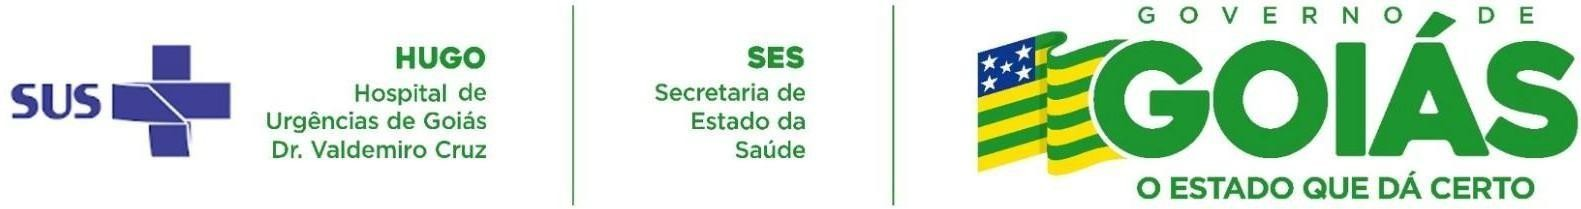 SUS
HUGO
Hospital de
Urgências de Goiás
Dr. Valdemiro Cruz
SES
Secretaria de
Estado da
Saúde
GOVERNO DE
GOIÁS
O ESTADO QUE DÁ CERTO